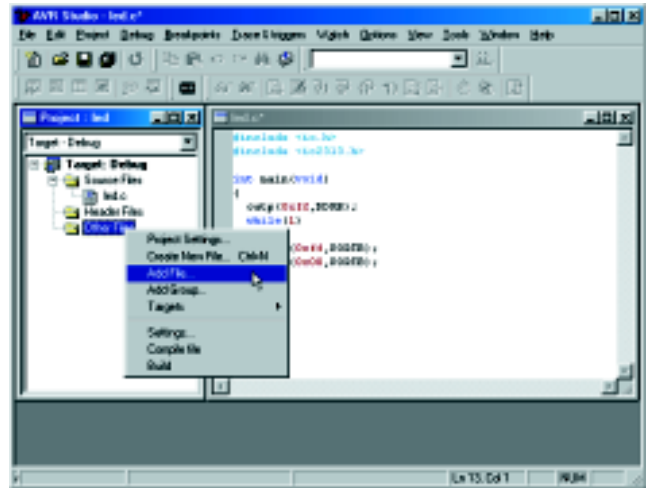 AVR Studio - led.c*
File Edit Project Debug Breakpoints Trace & triggers Watch Options View Tools Window Help
Project : led
led.c*
Target - Debug
Target: Debug
Source Files
led.c
Header Files
Other Files
#include <io.h>
#include <io2313.h>
int main(void)
{
outp(
while(1)
Project Settings...
Create New File... Ctrl+N
Add File...
Add Group...
Targets
Settings...
Compile file
Build
Ln 13, Col 1 NUM